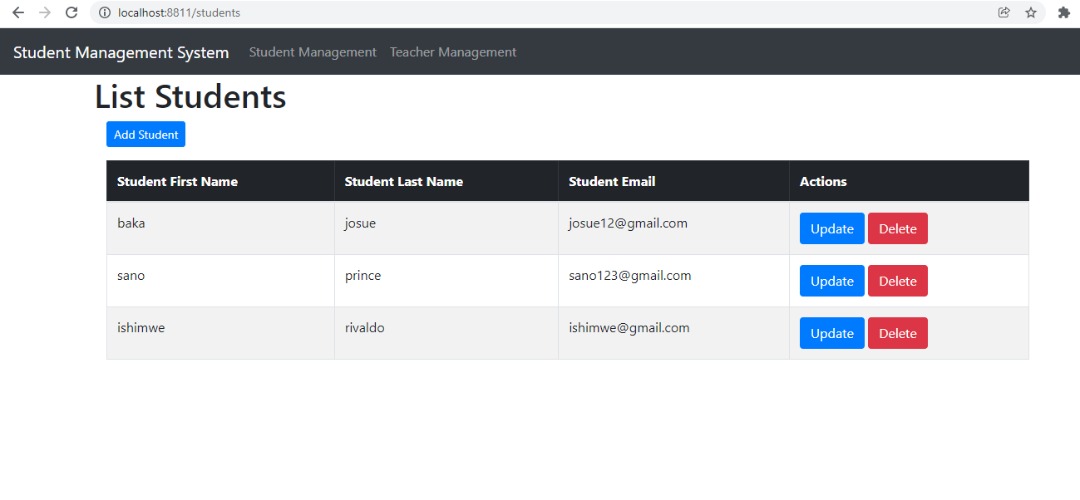 localhost:8811/students
Student Management System Student Management Teacher Management
List Students
Add Student
Student First Name Student Last Name Student Email Actions
baka josue josue12@gmail.com Update Delete
sano prince sano123@gmail.com Update Delete
ishimwe rivaldo ishimwe@gmail.com Update Delete